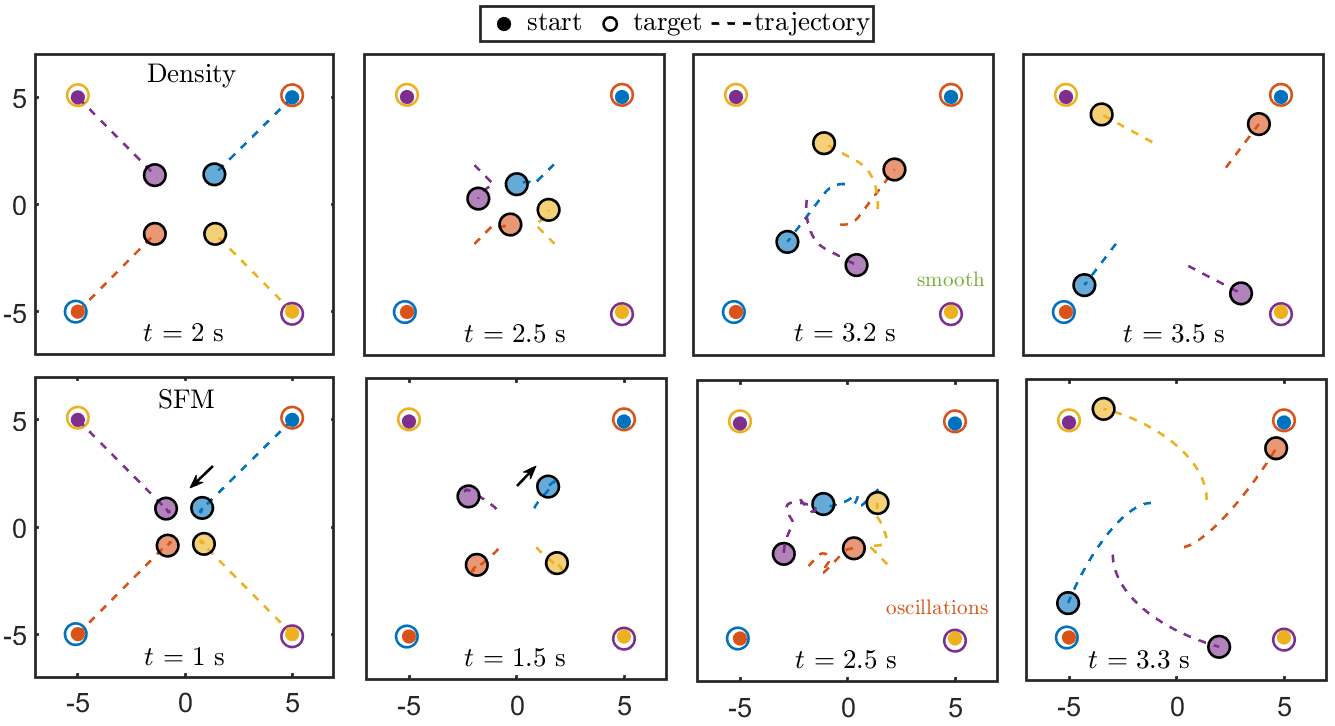 start target trajectory
Density
5
0
-5
t = 2 s
t = 2.5 s
smooth
t = 3.2 s
t = 3.5 s
SFM
5
0
-5
t = 1 s
t = 1.5 s
oscillations
t = 2.5 s
t = 3.3 s
-5 0 5 -5 0 5 -5 0 5 -5 0 5